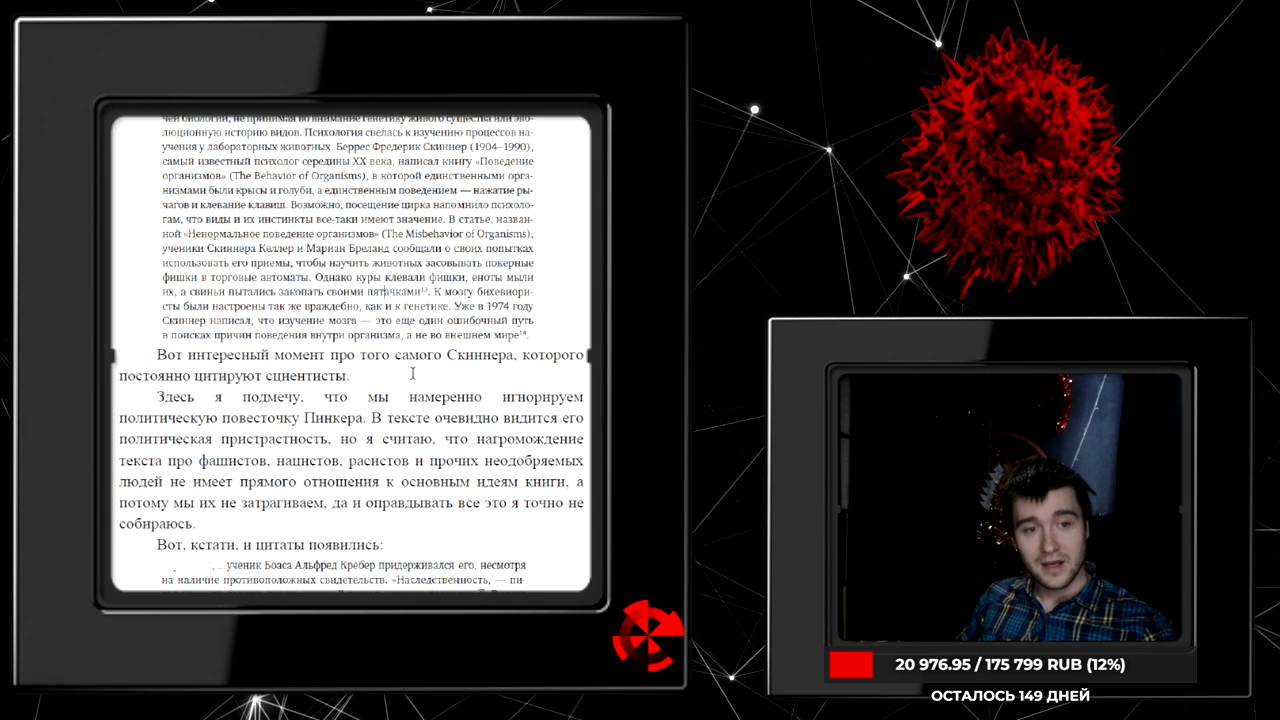 чей биологии, не принимая во внимание генетику живого существа или эво-
люционную историю видов. Психология свелась к изучению процессов на-
учения у лабораторных животных. Беррес Фредерик Скиннер (1904–1990),
самый известный психолог середины XX века, написал книгу «Поведение
организмов» (The Behavior of Organisms), в которой единственными орга-
низмами были крысы и голуби, а единственным поведением — нажатие ры-
чагов и клевание клавиш. Возможно, посещение цирка напомнило психоло-
гам, что виды и их инстинкты все-таки имеют значение. В статье, назван-
ной «Ненормальное поведение организмов» (The Misbehavior of Organisms),
ученики Скиннера Келлер и Мариан Бреланд сообщали о своих попытках
использовать его приемы, чтобы научить животных засовывать покерные
фишки в торговые автоматы. Однако куры клевали фишки, еноты мыли
их, а свиньи пытались закопать своими пятачками¹³. К мозгу бихевиори-
сты были настроены так же враждебно, как и к генетике. Уже в 1974 году
Скиннер написал, что изучение мозга — это еще один ошибочный путь
в поисках причин поведения внутри организма, а не во внешнем мире¹⁴.
Вот интересный момент про того самого Скиннера, которого
постоянно цитируют сциентисты.
Здесь я подмечу, что мы намеренно игнорируем
политическую повесточку Пинкера. В тексте очевидно видится его
политическая пристрастность, но я считаю, что нагромождение
текста про фашистов, нацистов, расистов и прочих неодобряемых
людей не имеет прямого отношения к основным идеям книги, а
потому мы их не затрагиваем, да и оправдывать все это я точно не
собираюсь.
Вот, кстати, и цитаты появились:
ученик Боаса Альфред Кребер придерживался его, несмотря
на наличие противоположных свидетельств. «Наследственность, — пи-
20 976.95 / 175 799 RUB (12%)
ОСТАЛОСЬ 149 ДНЕЙ